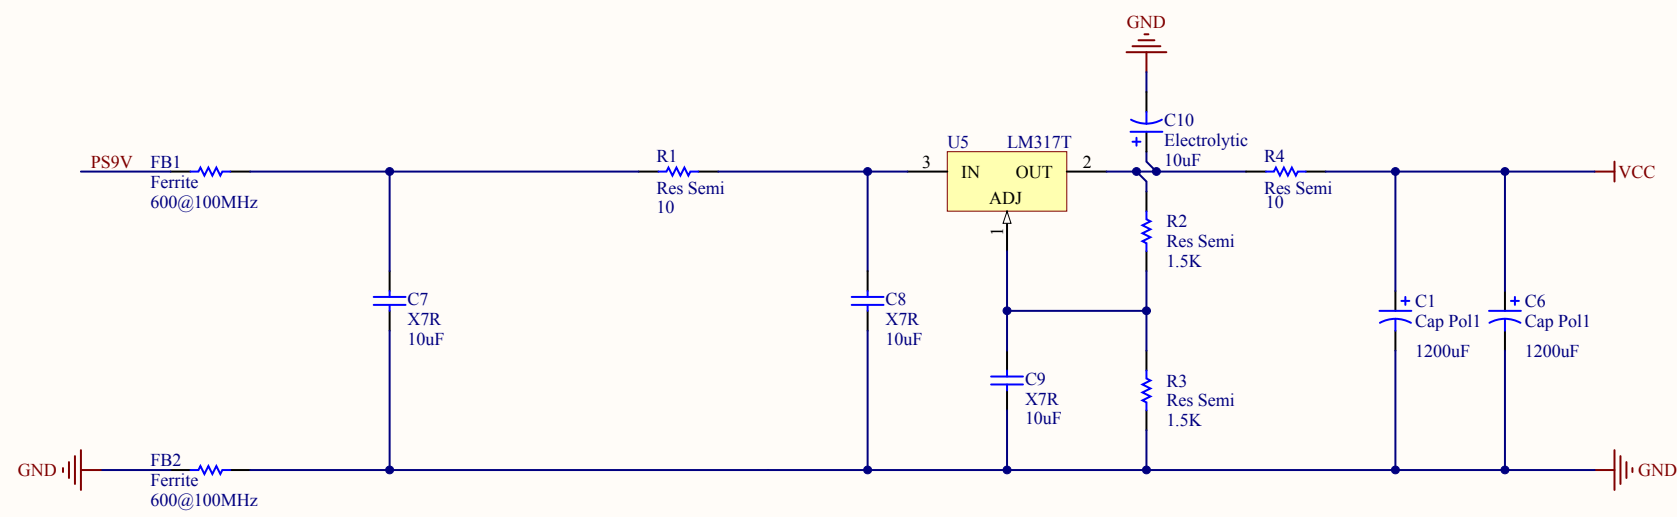 GND
C10
Electrolytic
10uF
U5 LM317T
PS9V
FB1
Ferrite
600@100MHz
R1
Res Semi
10
3
IN OUT
ADJ
2
1
R4
Res Semi
10
VCC
R2
Res Semi
1.5K
C7
X7R
10uF
C8
X7R
10uF
C1
Cap Pol1
1200uF
C6
Cap Pol1
1200uF
C9
X7R
10uF
R3
Res Semi
1.5K
GND
FB2
Ferrite
600@100MHz
GND